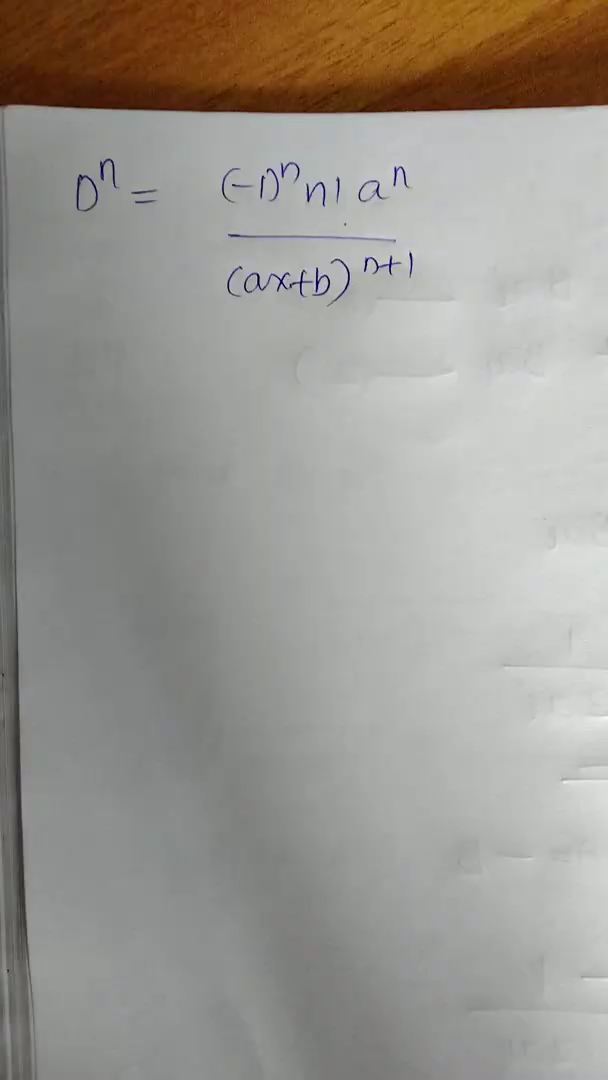 Dⁿ = (-1)ⁿ n! aⁿ
(ax+b)ⁿ⁺¹